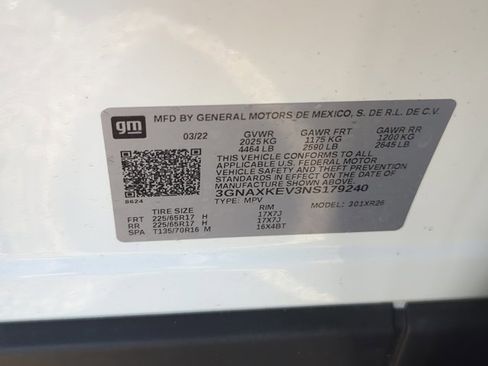 gm
MFD BY GENERAL MOTORS DE MEXICO, S. DE R.L. DE C.V.
03/22 GVWR GAWR FRT GAWR RR
2025 KG 1175 KG 1200 KG
4464 LB 2590 LB 2645 LB
THIS VEHICLE CONFORMS TO ALL
APPLICABLE U.S. FEDERAL MOTOR
VEHICLE SAFETY AND THEFT PREVENTION
STANDARDS IN EFFECT ON THE DATE OF
MANUFACTURE SHOWN ABOVE.
3GNAXKEV3NS179240
8624
TYPE: MPV MODEL: 301XR26
TIRE SIZE RIM
FRT 225/65R17 H 17X7J
RR 225/65R17 H 17X7J
SPA T135/70R16 M 16X4BT